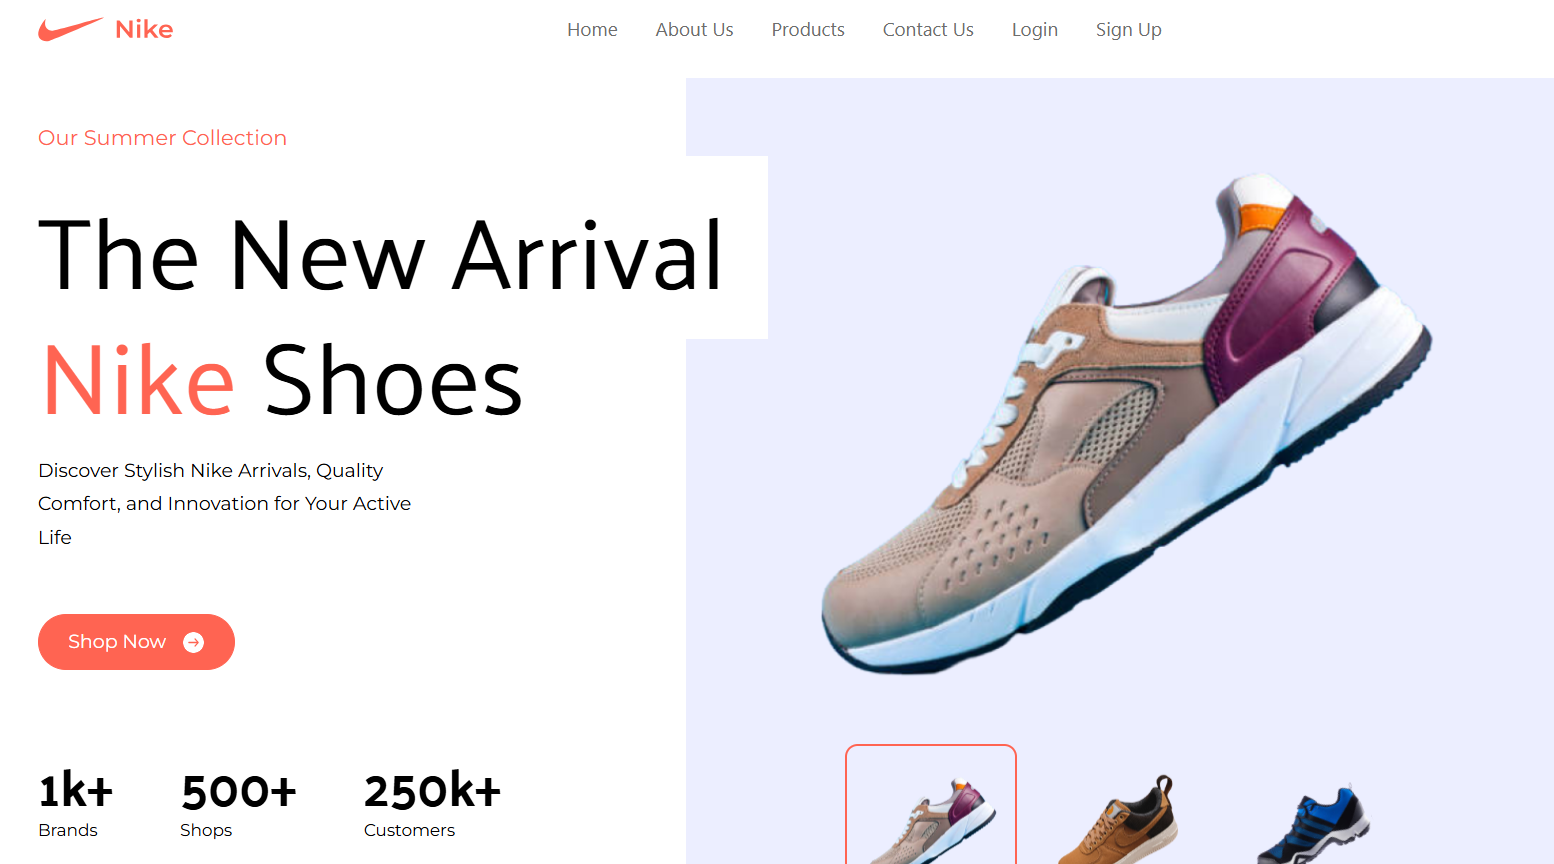 Nike
Home
About Us
Products
Contact Us
Login
Sign Up
Our Summer Collection
The New Arrival
Nike Shoes
Discover Stylish Nike Arrivals, Quality
Comfort, and Innovation for Your Active
Life
Shop Now
1k+
Brands
500+
Shops
250k+
Customers